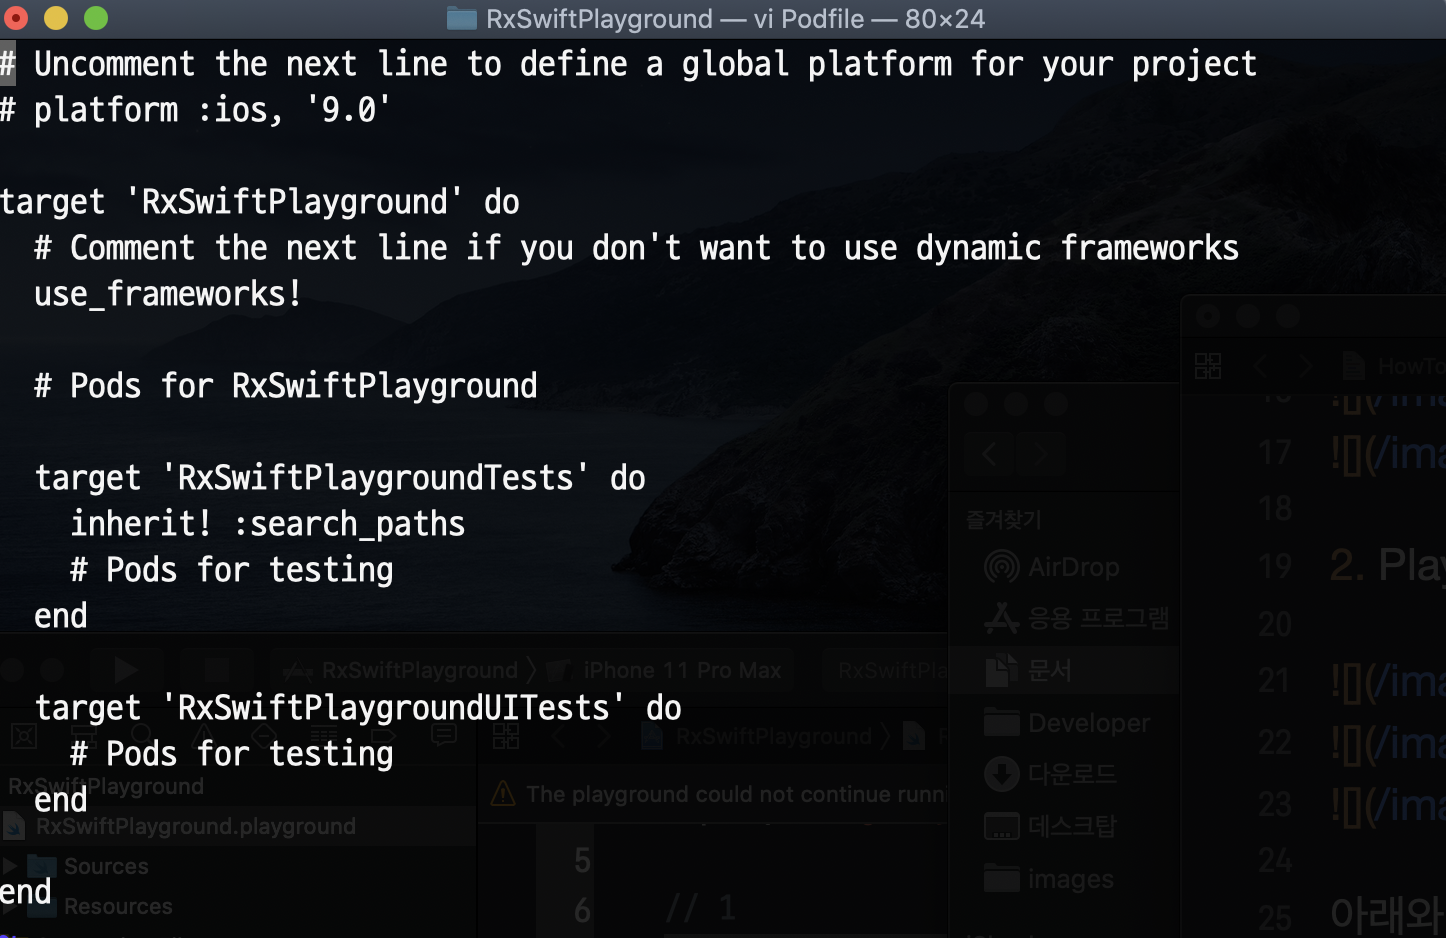 RxSwiftPlayground — vi Podfile — 80×24
# Uncomment the next line to define a global platform for your project
# platform :ios, '9.0'
target 'RxSwiftPlayground' do
# Comment the next line if you don't want to use dynamic frameworks
use_frameworks!
# Pods for RxSwiftPlayground
target 'RxSwiftPlaygroundTests' do
inherit! :search_paths
# Pods for testing
end
target 'RxSwiftPlaygroundUITests' do
# Pods for testing
end
end
RxSwiftPlayground 〉 iPhone 11 Pro Max
RxSwiftPla
RxSwiftPlayground 〉
RxSwiftPlayground
RxSwiftPlayground.playground
Sources
Resources
The playground could not continue runn
5
6 // 1
즐겨찾기
AirDrop
응용 프로그램
문서
Developer
다운로드
데스크탑
images
HowTo
17 ![](/ima
18
19 2. Play
20
21 ![](/ima
22 ![](/ima
23 ![](/ima
24
25 아래와